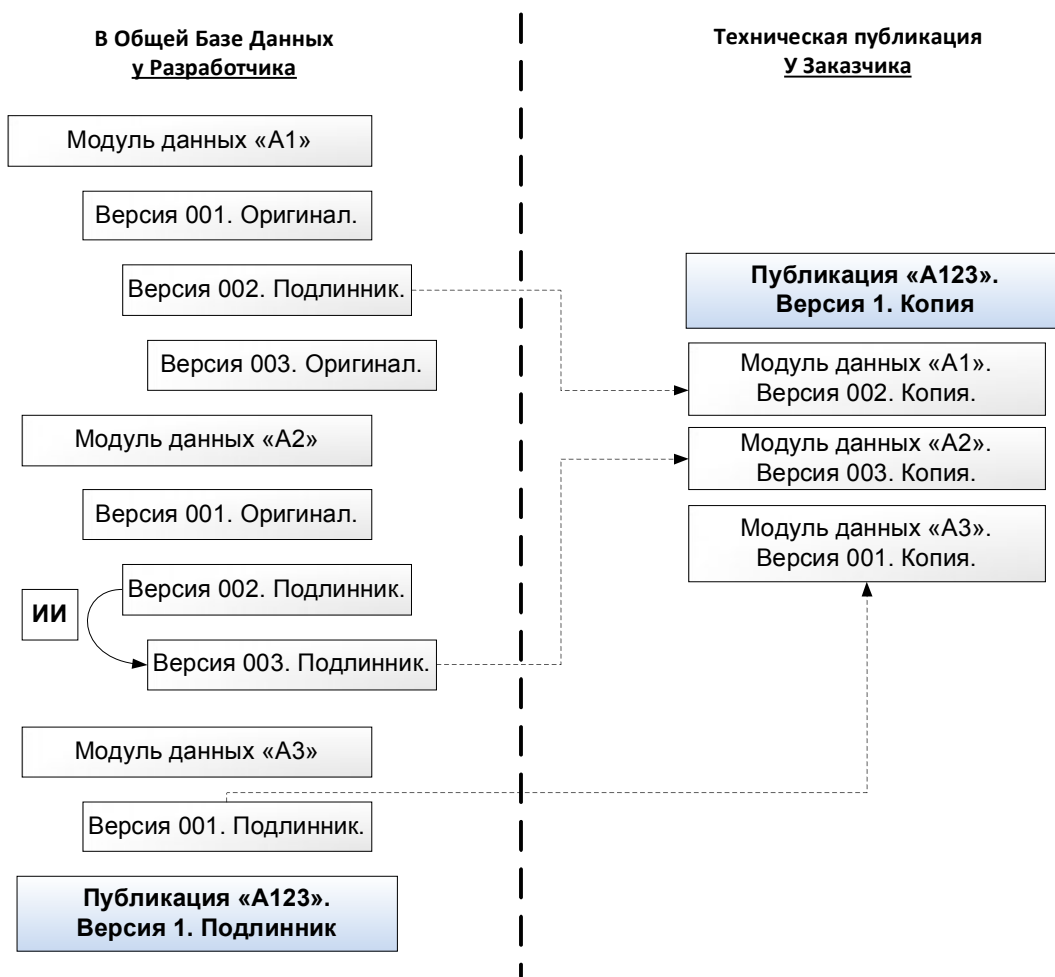 В Общей Базе Данных
у Разработчика
Модуль данных «А1»
Версия 001. Оригинал.
Версия 002. Подлинник.
Версия 003. Оригинал.
Модуль данных «А2»
Версия 001. Оригинал.
Версия 002. Подлинник.
ИИ
Версия 003. Подлинник.
Модуль данных «А3»
Версия 001. Подлинник.
Публикация «А123».
Версия 1. Подлинник
Техническая публикация
У Заказчика
Публикация «А123».
Версия 1. Копия
Модуль данных «А1».
Версия 002. Копия.
Модуль данных «А2».
Версия 003. Копия.
Модуль данных «А3».
Версия 001. Копия.